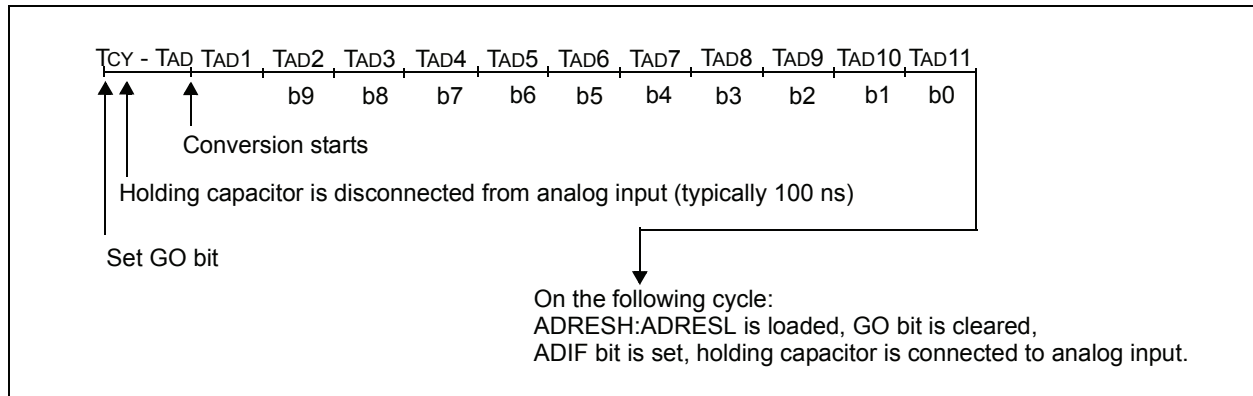 TCY - TAD TAD1 TAD2 TAD3 TAD4 TAD5 TAD6 TAD7 TAD8 TAD9 TAD10 TAD11
b9 b8 b7 b6 b5 b4 b3 b2 b1 b0
Conversion starts
Holding capacitor is disconnected from analog input (typically 100 ns)
Set GO bit
On the following cycle:
ADRESH:ADRESL is loaded, GO bit is cleared,
ADIF bit is set, holding capacitor is connected to analog input.